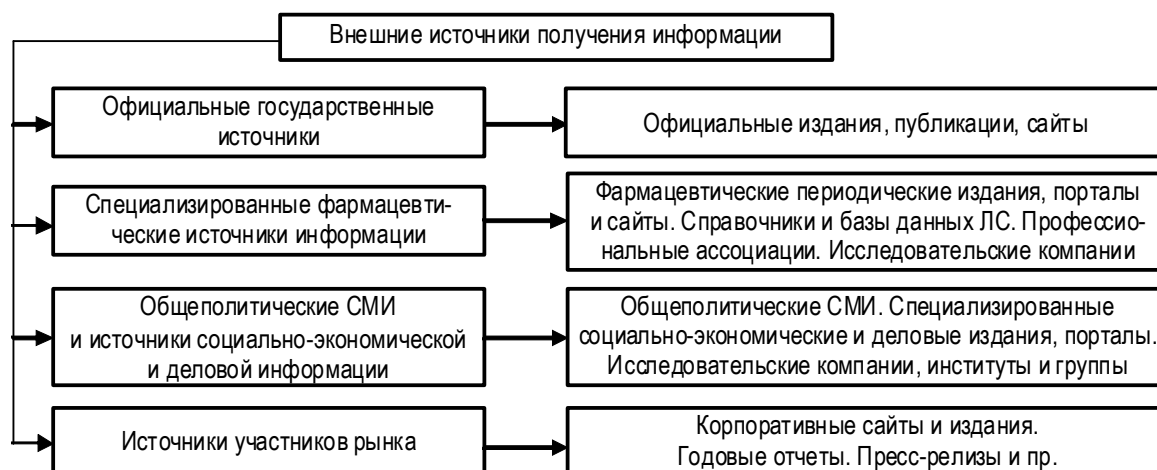 Внешние источники получения информации
Официальные государственные
источники
Официальные издания, публикации, сайты
Специализированные фармацевти-
ческие источники информации
Фармацевтические периодические издания, порталы
и сайты. Справочники и базы данных ЛС. Профессио-
нальные ассоциации. Исследовательские компании
Общеполитические СМИ
и источники социально-экономической
и деловой информации
Общеполитические СМИ. Специализированные
социально-экономические и деловые издания, порталы.
Исследовательские компании, институты и группы
Источники участников рынка
Корпоративные сайты и издания.
Годовые отчеты. Пресс-релизы и пр.